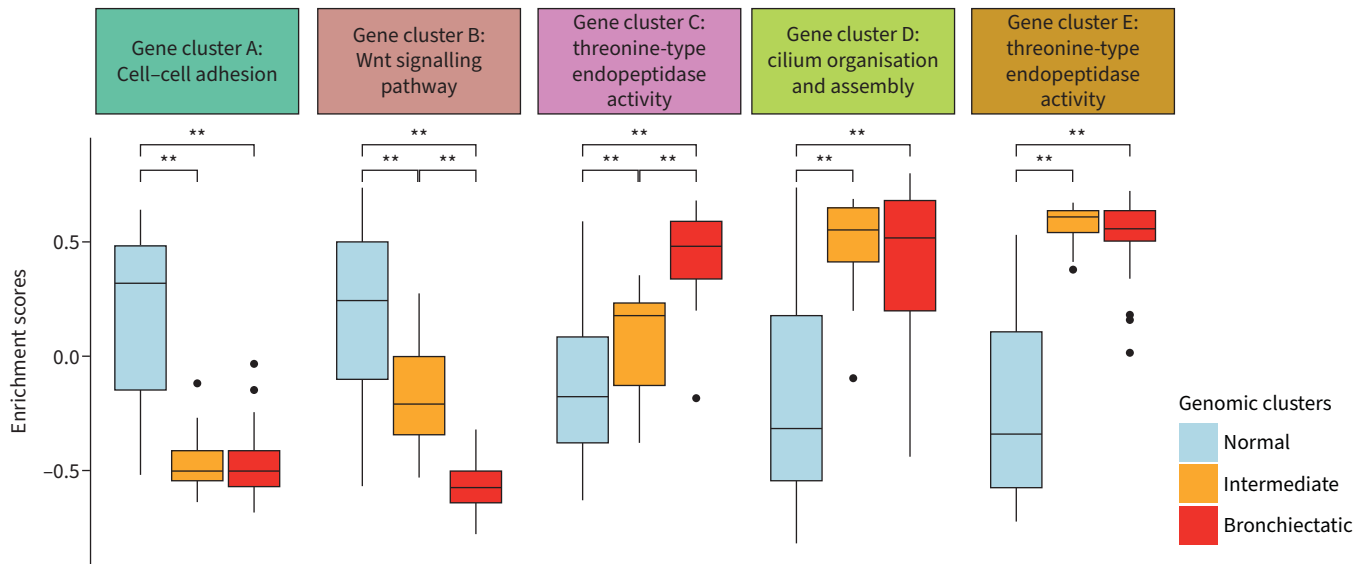 Gene cluster A:
Cell–cell adhesion
Gene cluster B:
Wnt signalling
pathway
Gene cluster C:
threonine-type
endopeptidase
activity
Gene cluster D:
cilium organisation
and assembly
Gene cluster E:
threonine-type
endopeptidase
activity
** ** ** ** **
** ** ** ** ** ** **
Enrichment scores
0.5
0.0
–0.5
Genomic clusters
Normal
Intermediate
Bronchiectatic